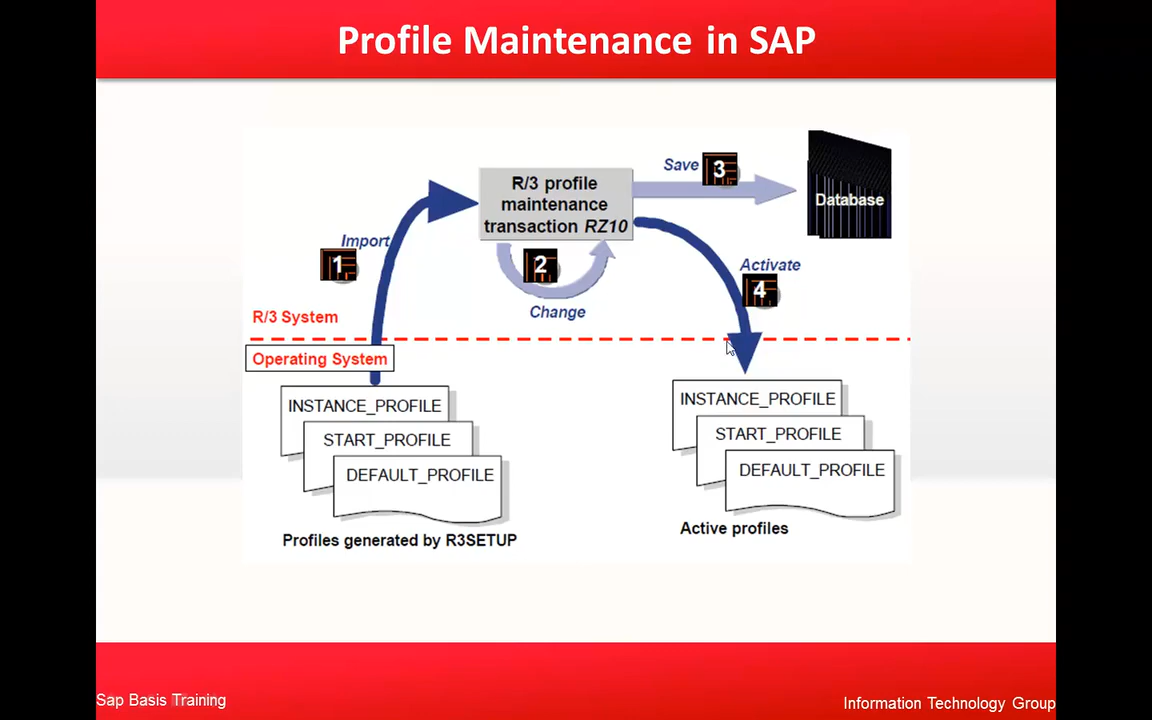 Profile Maintenance in SAP
Save
3
R/3 profile
maintenance
transaction RZ10
Database
Import
1
2
Change
Activate
4
R/3 System
Operating System
INSTANCE_PROFILE
START_PROFILE
DEFAULT_PROFILE
Profiles generated by R3SETUP
INSTANCE_PROFILE
START_PROFILE
DEFAULT_PROFILE
Active profiles
Sap Basis Training
Information Technology Group